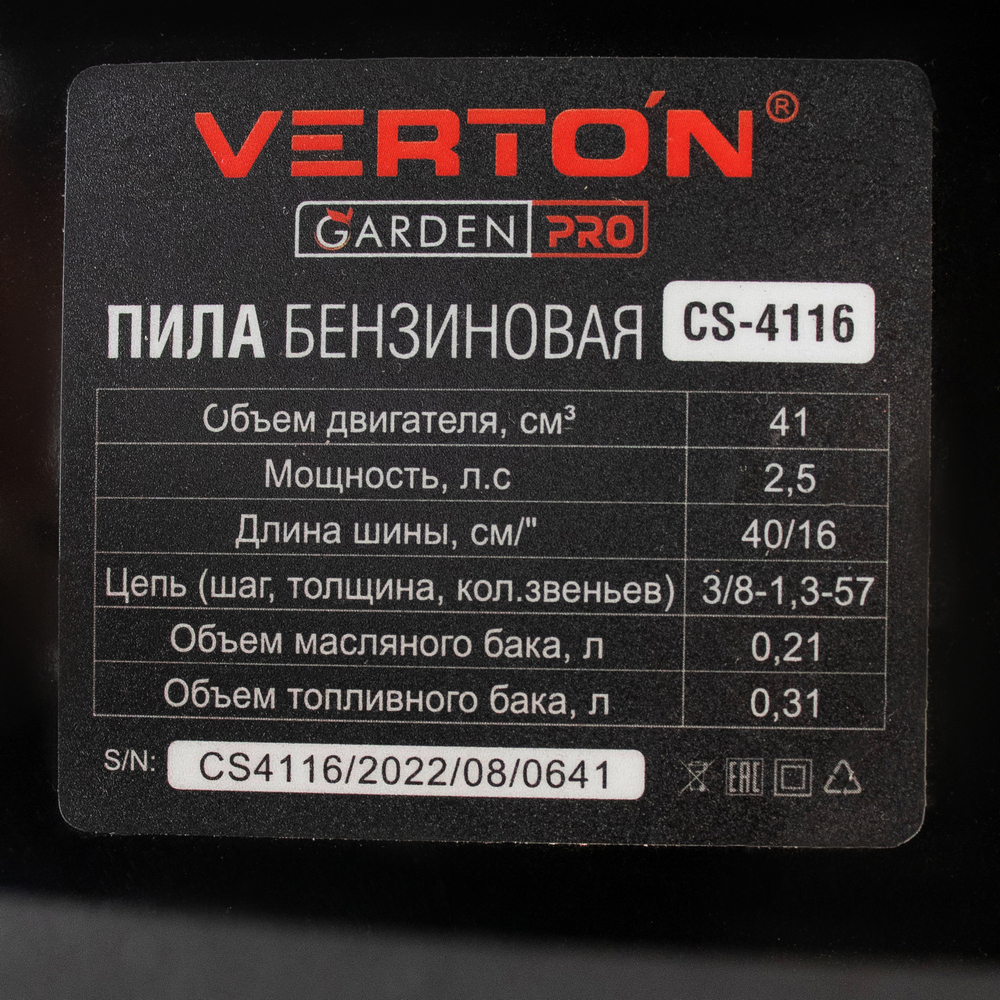 VERTO'N®
GARDEN PRO
ПИЛА БЕНЗИНОВАЯ CS-4116
Объем двигателя, см³ 41
Мощность, л.с 2,5
Длина шины, см/" 40/16
Цепь (шаг, толщина, кол.звеньев) 3/8-1,3-57
Объем масляного бака, л 0,21
Объем топливного бака, л 0,31
S/N: CS4116/2022/08/0641 EAC